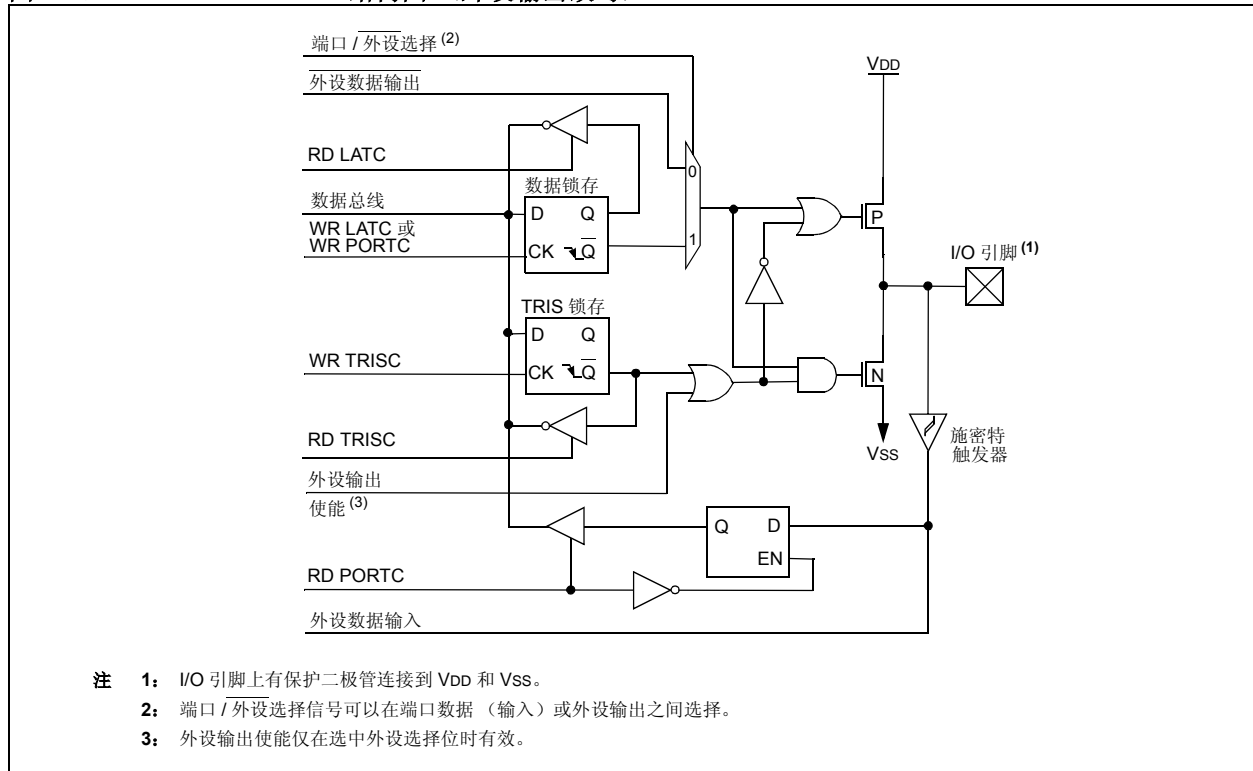 端口 / 外设选择 (2)
VDD
外设数据输出
RD LATC
0
数据锁存
数据总线
D Q
WR LATC 或
WR PORTC
1
P
CK Q
I/O 引脚 (1)
TRIS 锁存
D Q
WR TRISC
CK Q
N
RD TRISC
VSS
施密特
触发器
外设输出
使能 (3)
Q D
EN
RD PORTC
外设数据输入
注 1： I/O 引脚上有保护二极管连接到 VDD 和 VSS。
2： 端口 / 外设选择信号可以在端口数据 （输入）或外设输出之间选择。
3： 外设输出使能仅在选中外设选择位时有效。